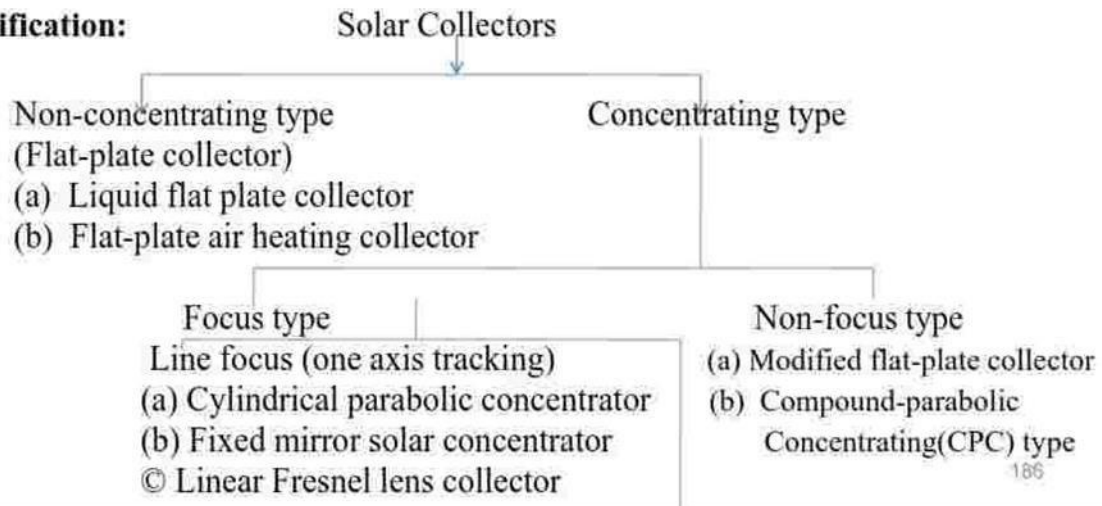 ification:
Solar Collectors
Non-concentrating type
(Flat-plate collector)
(a) Liquid flat plate collector
(b) Flat-plate air heating collector
Concentrating type
Focus type
Line focus (one axis tracking)
(a) Cylindrical parabolic concentrator
(b) Fixed mirror solar concentrator
© Linear Fresnel lens collector
Non-focus type
(a) Modified flat-plate collector
(b) Compound-parabolic
Concentrating(CPC) type
186